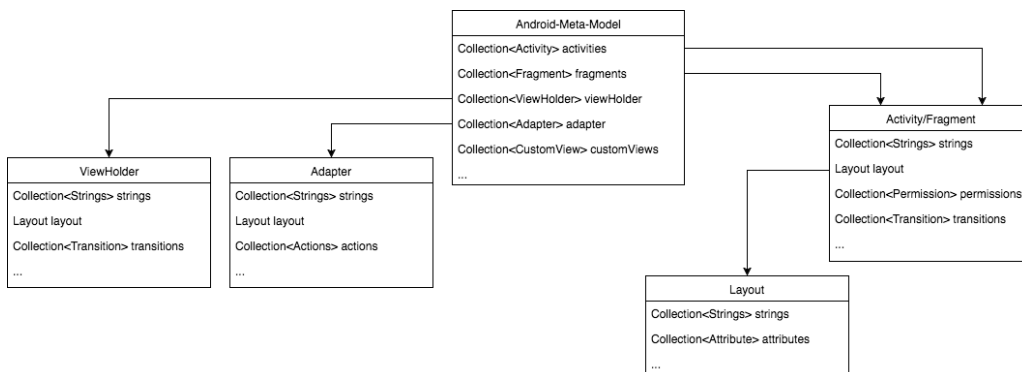 Android-Meta-Model
Collection<Activity> activities
Collection<Fragment> fragments
Collection<ViewHolder> viewHolder
Collection<Adapter> adapter
Collection<CustomView> customViews
...
ViewHolder
Collection<Strings> strings
Layout layout
Collection<Transition> transitions
...
Adapter
Collection<Strings> strings
Layout layout
Collection<Actions> actions
...
Activity/Fragment
Collection<Strings> strings
Layout layout
Collection<Permission> permissions
Collection<Transition> transitions
...
Layout
Collection<Strings> strings
Collection<Attribute> attributes
...